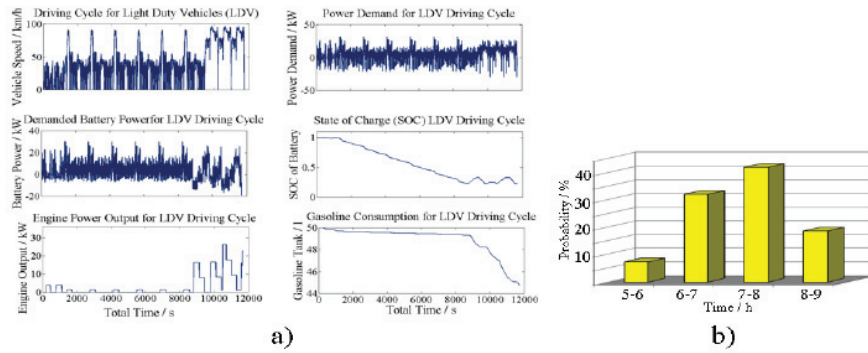 Driving Cycle for Light Duty Vehicles (LDV)
Vehicle Speed / km/h
100
50
0
Power Demand for LDV Driving Cycle
Power Demand / kW
50
0
-50
Demanded Battery Powerfor LDV Driving Cycle
Battery Power / kW
40
20
0
-20
State of Charge (SOC) LDV Driving Cycle
SOC of Battery
1
0.5
0
Engine Power Output for LDV Driving Cycle
Engine Output / kW
30
20
10
0
0 2000 4000 6000 8000 10000 12000
Total Time / s
Gasoline Consumption for LDV Driving Cycle
Gasoline Tank / l
50
48
46
44
0 2000 4000 6000 8000 10000 12000
Total Time / s
a)
Probability / %
40
30
20
10
5-6 6-7 7-8 8-9
Time / h
b)